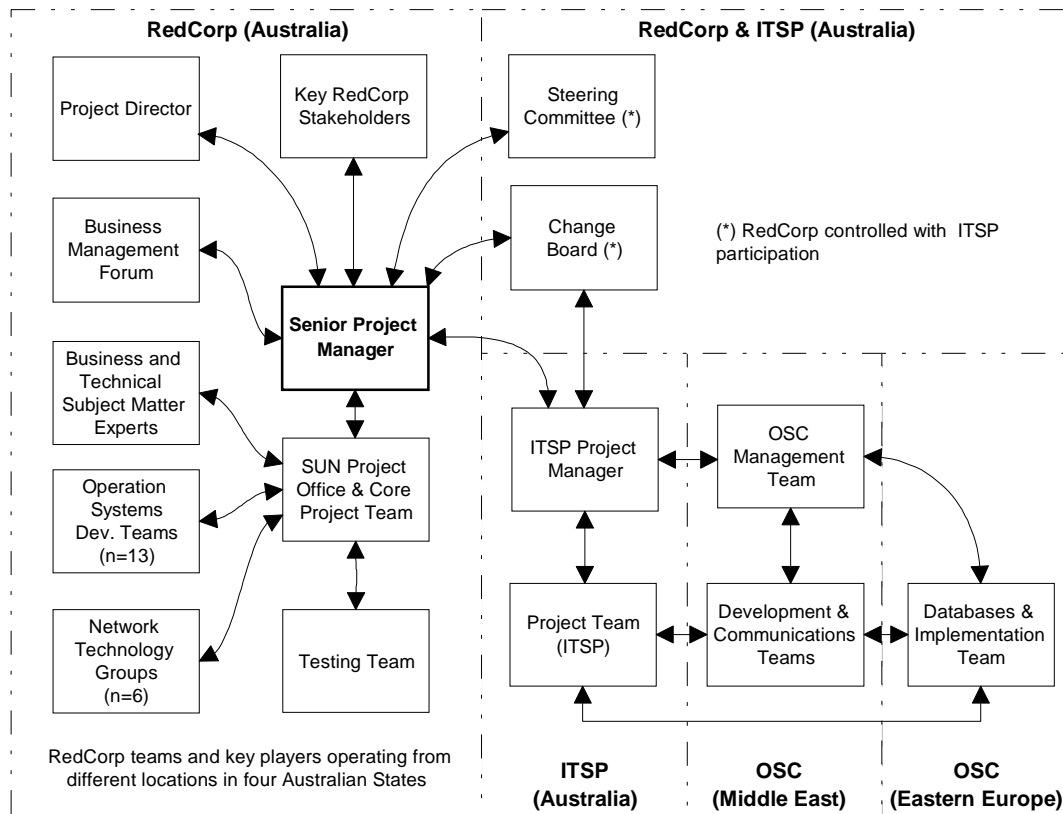 RedCorp (Australia)
RedCorp & ITSP (Australia)
Project Director
Key RedCorp
Stakeholders
Steering
Committee (*)
Business
Management
Forum
Change
Board (*)
(*) RedCorp controlled with ITSP
participation
Senior Project
Manager
Business and
Technical
Subject Matter
Experts
SUN Project
Office & Core
Project Team
ITSP Project
Manager
OSC
Management
Team
Operation
Systems
Dev. Teams
(n=13)
Network
Technology
Groups
(n=6)
Testing Team
Project Team
(ITSP)
Development &
Communications
Teams
Databases &
Implementation
Team
RedCorp teams and key players operating from
different locations in four Australian States
ITSP
(Australia)
OSC
(Middle East)
OSC
(Eastern Europe)